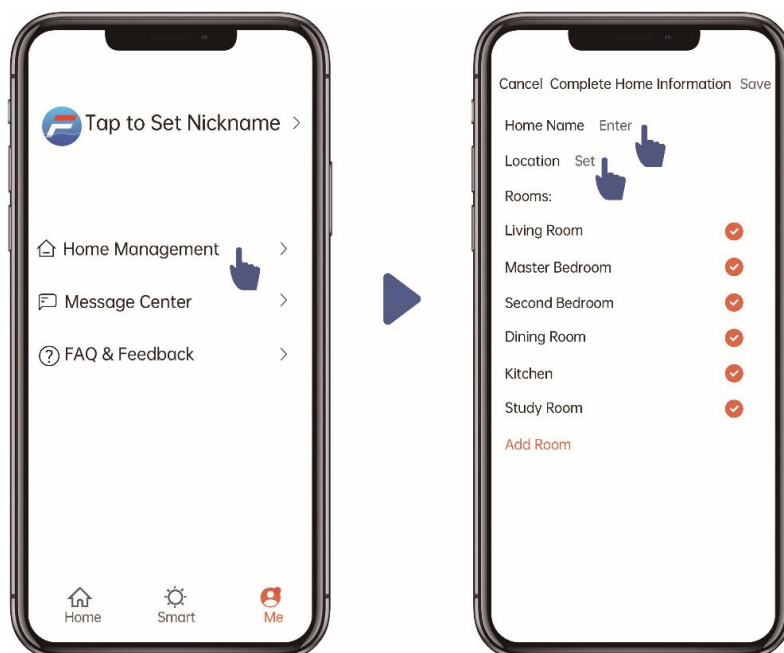 Tap to Set Nickname
Home Management
Message Center
FAQ & Feedback
Home Smart Me
Cancel Complete Home Information Save
Home Name Enter
Location Set
Rooms:
Living Room
Master Bedroom
Second Bedroom
Dining Room
Kitchen
Study Room
Add Room